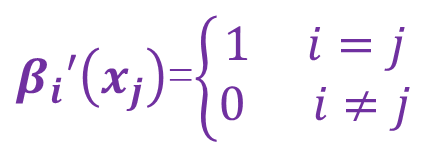 βᵢ′(xⱼ)={1 i = j
0 i ≠ j